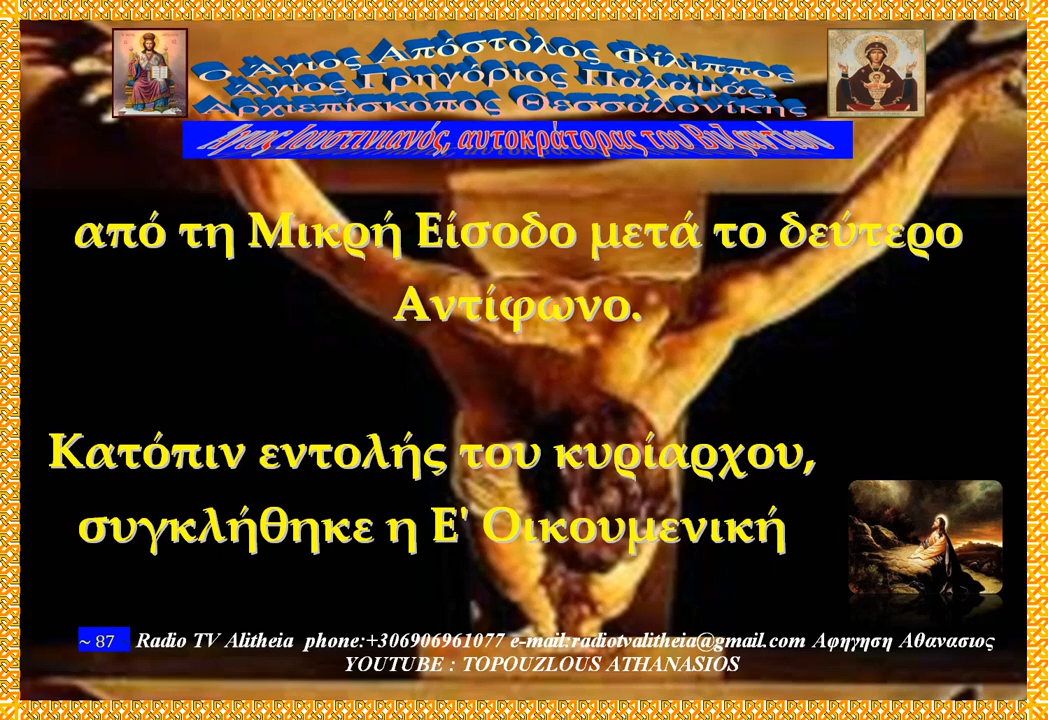 Ο Άγιος Απόστολος Φίλιππος
Άγιος Γρηγόριος Παλαμάς,
Αρχιεπίσκοπος Θεσσαλονίκης
Άγιος Ιουστινιανός, αυτοκράτορας του Βυζαντίου
από τη Μικρή Είσοδο μετά το δεύτερο
Αντίφωνο.
Κατόπιν εντολής του κυρίαρχου,
συγκλήθηκε η Ε' Οικουμενική
~ 87 Radio TV Alitheia phone:+306906961077 e-mail:radiotvalitheia@gmail.com Αφηγηση Αθανασιος
YOUTUBE : TOPOUZLOUS ATHANASIOS